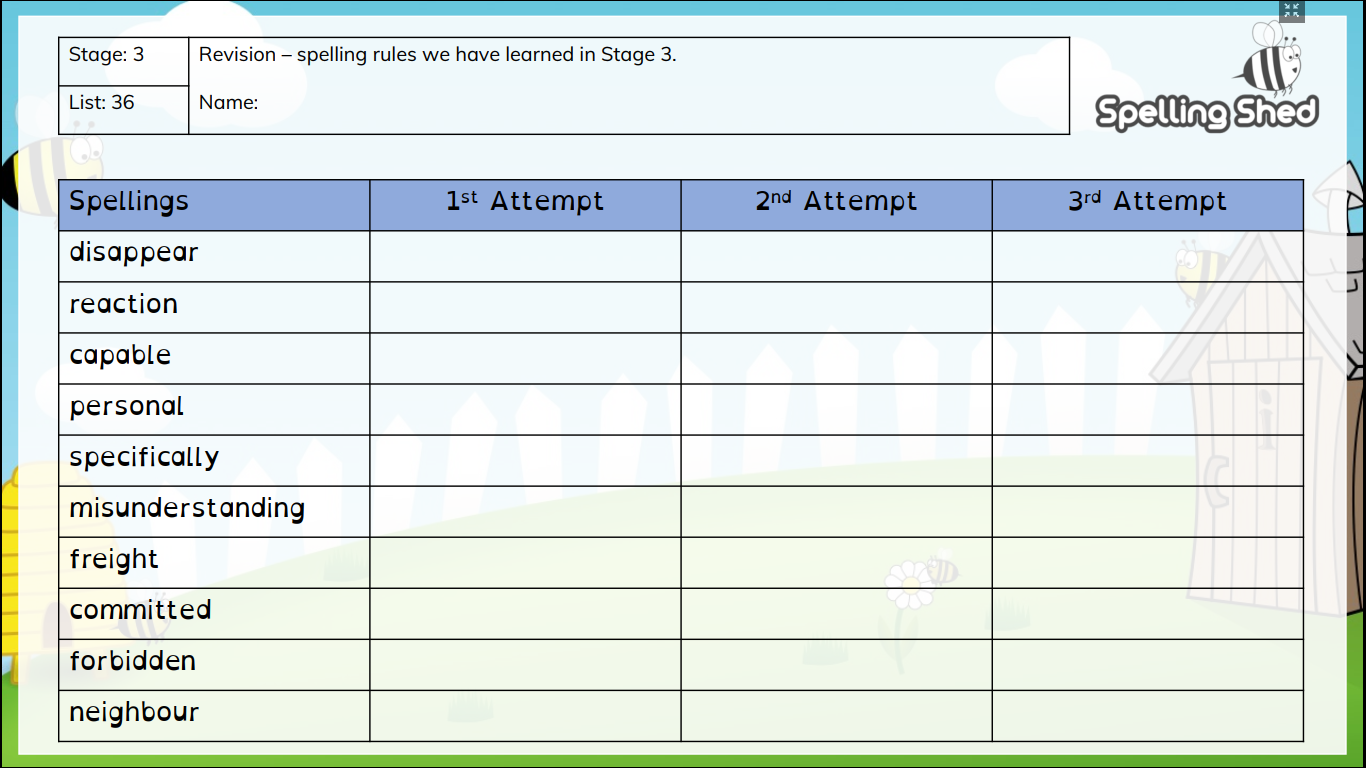 Stage: 3
Revision – spelling rules we have learned in Stage 3.
List: 36
Name:
Spelling Shed
Spellings 1st Attempt 2nd Attempt 3rd Attempt
disappear
reaction
capable
personal
specifically
misunderstanding
freight
committed
forbidden
neighbour